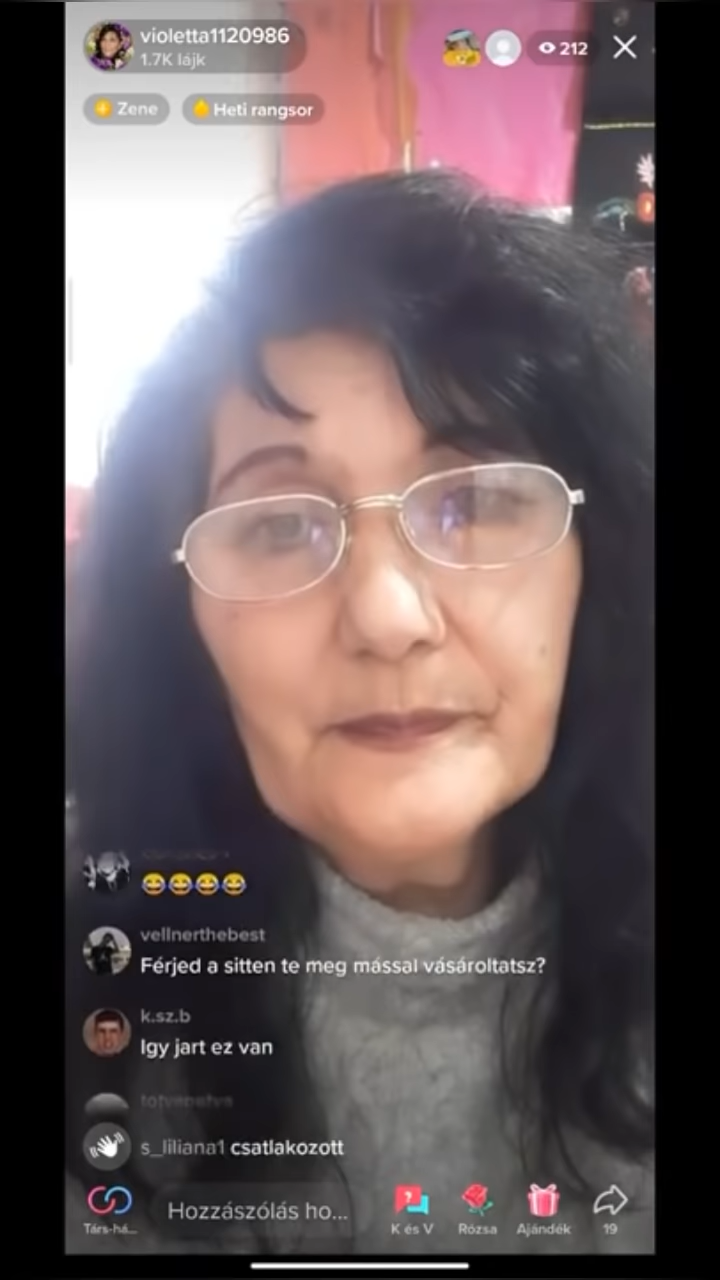 violetta1120986
1.7K lájk
212
Zene
Heti rangsor
vellnerthebest
Férjed a sitten te meg mással vásároltatsz?
k.sz.b
Igy jart ez van
s_liliana1 csatlakozott
Társ-há...
Hozzászólás ho...
K és V
Rózsa
Ajándék
19